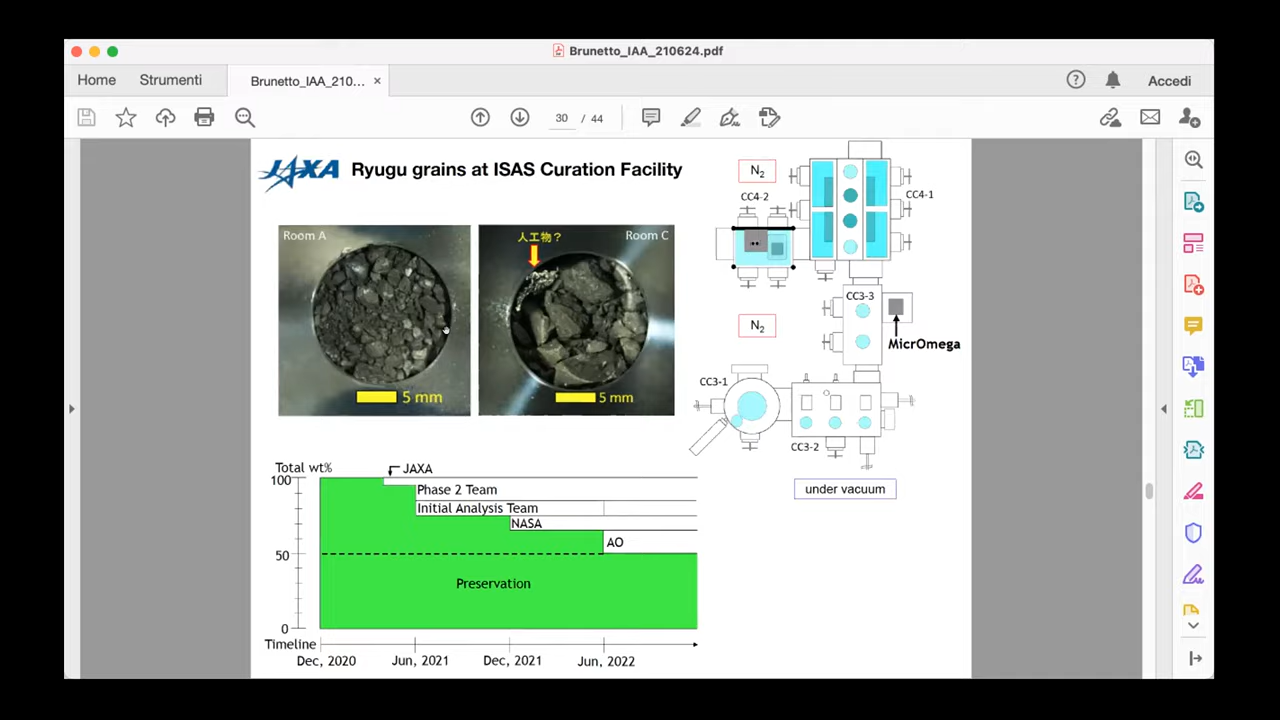 Brunetto_IAA_210624.pdf
Home
Strumenti
Brunetto_IAA_210...
Accedi
30 / 44
JAXA
Ryugu grains at ISAS Curation Facility
Room A
5 mm
人工物？
Room C
5 mm
N2
CC4-2
CC4-1
CC3-3
N2
MicrOmega
CC3-1
CC3-2
under vacuum
Total wt%
100
50
0
JAXA
Phase 2 Team
Initial Analysis Team
NASA
AO
Preservation
Timeline
Dec, 2020
Jun, 2021
Dec, 2021
Jun, 2022